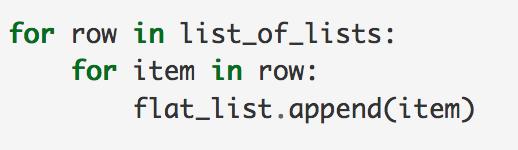 for row in list_of_lists:
    for item in row:
        flat_list.append(item)